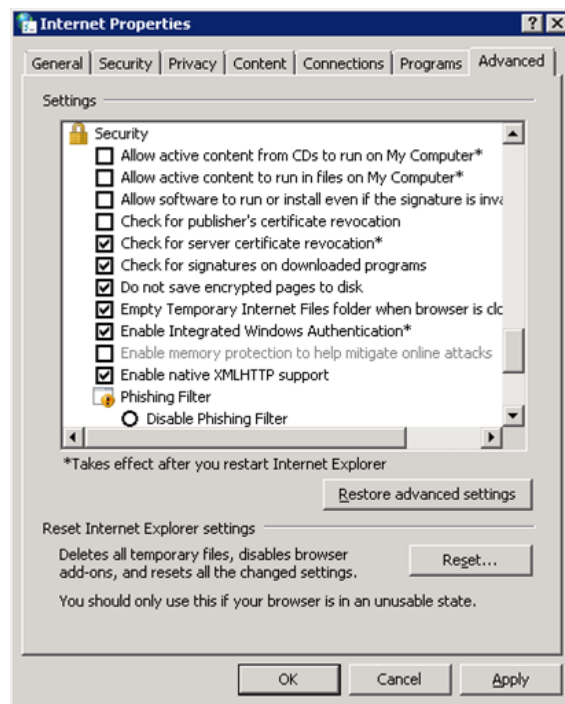 Internet Properties
General Security Privacy Content Connections Programs Advanced
Settings
Security
Allow active content from CDs to run on My Computer*
Allow active content to run in files on My Computer*
Allow software to run or install even if the signature is inva
Check for publisher's certificate revocation
Check for server certificate revocation*
Check for signatures on downloaded programs
Do not save encrypted pages to disk
Empty Temporary Internet Files folder when browser is clo
Enable Integrated Windows Authentication*
Enable memory protection to help mitigate online attacks
Enable native XMLHTTP support
Phishing Filter
Disable Phishing Filter
*Takes effect after you restart Internet Explorer
Restore advanced settings
Reset Internet Explorer settings
Deletes all temporary files, disables browser
add-ons, and resets all the changed settings.
Reset...
You should only use this if your browser is in an unusable state.
OK Cancel Apply